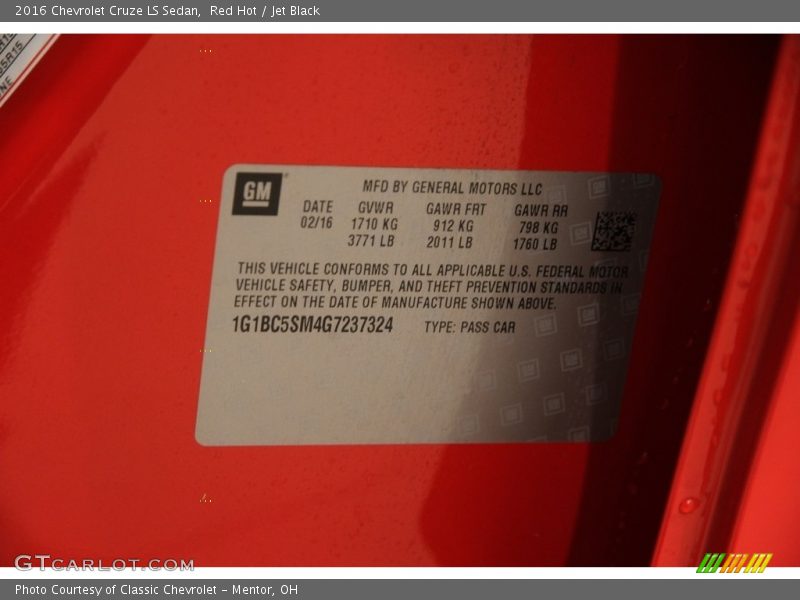 2016 Chevrolet Cruze LS Sedan, Red Hot / Jet Black
GM
MFD BY GENERAL MOTORS LLC
DATE GVWR GAWR FRT GAWR RR
02/16 1710 KG 912 KG 798 KG
3771 LB 2011 LB 1760 LB
THIS VEHICLE CONFORMS TO ALL APPLICABLE U.S. FEDERAL MOTOR
VEHICLE SAFETY, BUMPER, AND THEFT PREVENTION STANDARDS IN
EFFECT ON THE DATE OF MANUFACTURE SHOWN ABOVE.
1G1BC5SM4G7237324 TYPE: PASS CAR
GTCARLOT.COM
Photo Courtesy of Classic Chevrolet - Mentor, OH